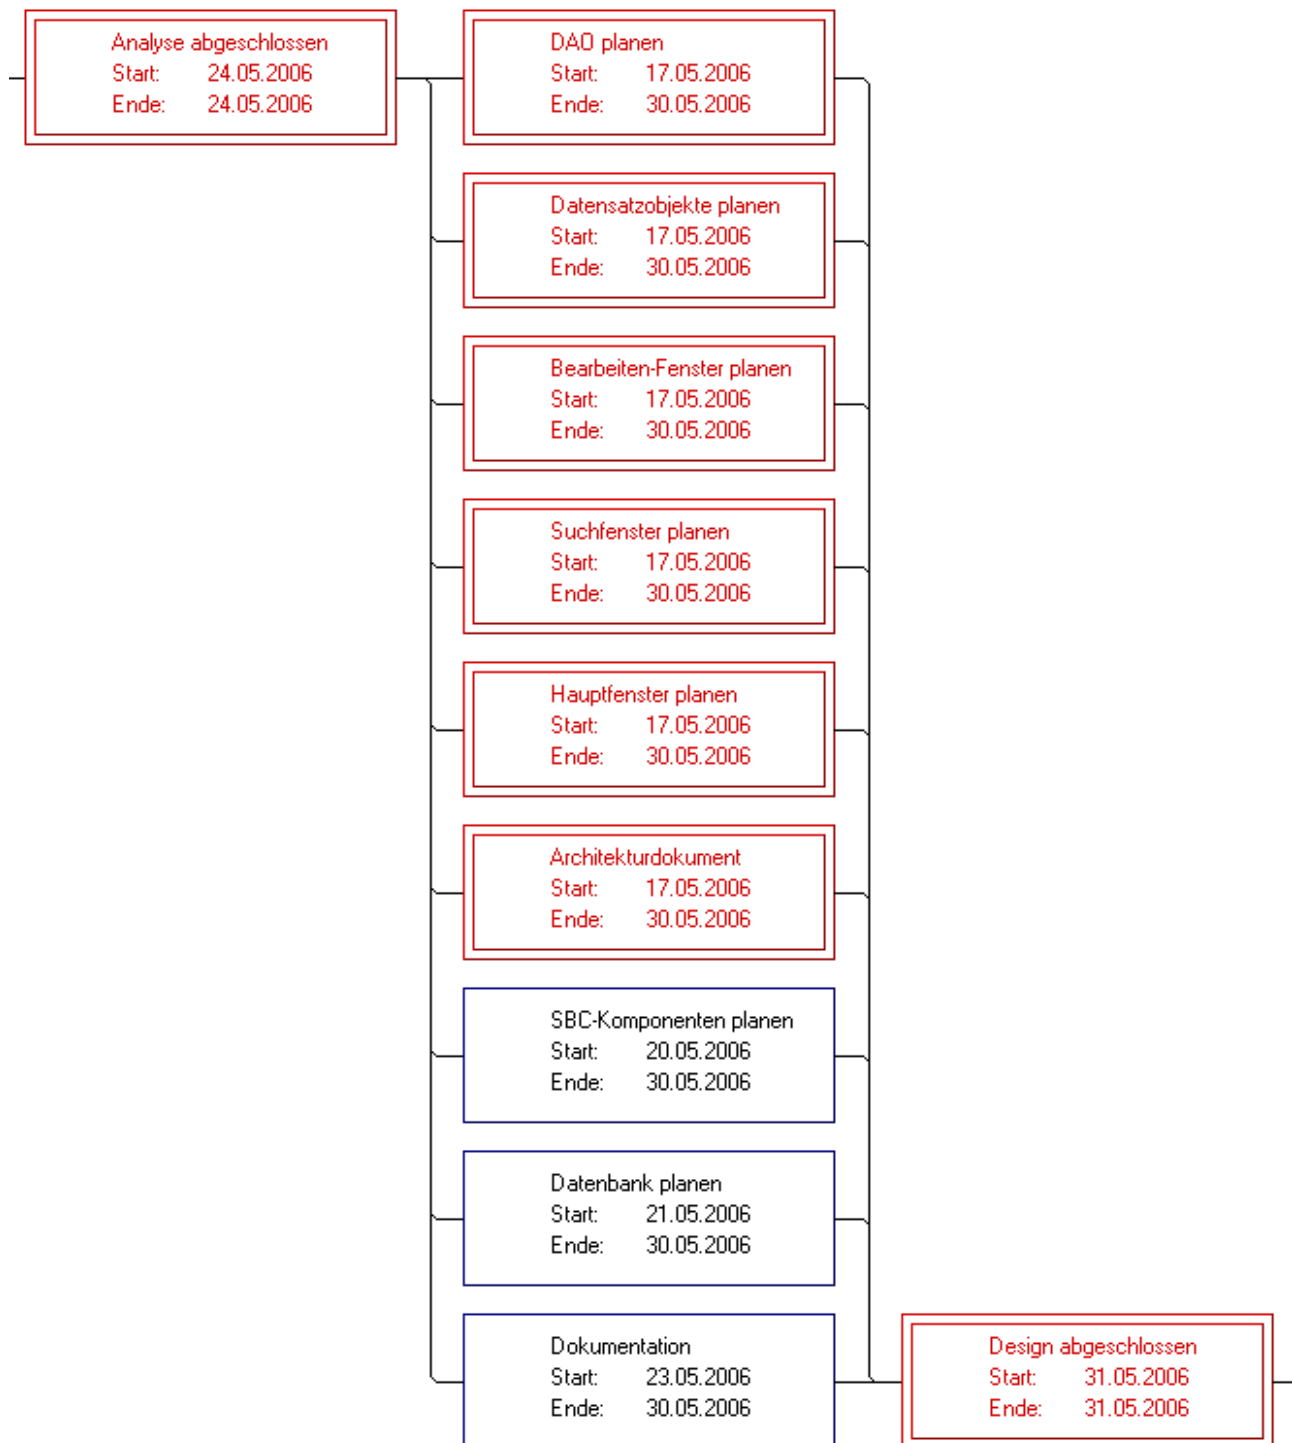 Analyse abgeschlossen
Start: 24.05.2006
Ende: 24.05.2006
DAO planen
Start: 17.05.2006
Ende: 30.05.2006
Datensatzobjekte planen
Start: 17.05.2006
Ende: 30.05.2006
Bearbeiten-Fenster planen
Start: 17.05.2006
Ende: 30.05.2006
Suchfenster planen
Start: 17.05.2006
Ende: 30.05.2006
Hauptfenster planen
Start: 17.05.2006
Ende: 30.05.2006
Architekturdokument
Start: 17.05.2006
Ende: 30.05.2006
SBC-Komponenten planen
Start: 20.05.2006
Ende: 30.05.2006
Datenbank planen
Start: 21.05.2006
Ende: 30.05.2006
Dokumentation
Start: 23.05.2006
Ende: 30.05.2006
Design abgeschlossen
Start: 31.05.2006
Ende: 31.05.2006